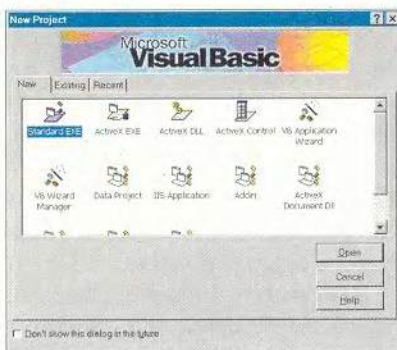 New Project
Microsoft
Visual Basic
New Existing Recent
Standard EXE ActiveX EXE ActiveX DLL ActiveX Control VB Application
Wizard
VB Wizard Data Project IIS Application Addin ActiveX
Manager Document Dll
Open
Cancel
Help
Don't show this dialog in the future